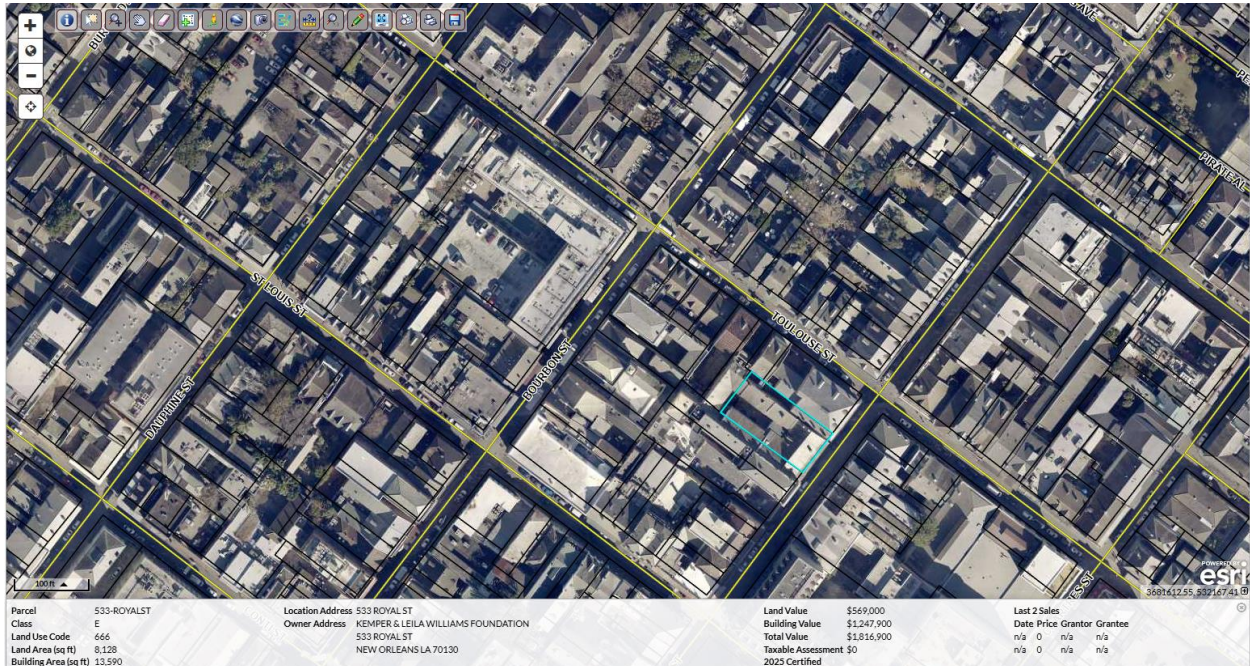 ST LOUIS ST
DAUPHINE ST
BOURBON ST
TOULOUSE ST
PIRATE AL
100 ft
POWERED BY
esri
3681612.55, 532167.41
Parcel 533-ROYALST
Class E
Land Use Code 666
Land Area (sq ft) 8,128
Building Area (sq ft) 13,590
Location Address 533 ROYAL ST
Owner Address KEMPER & LEILA WILLIAMS FOUNDATION
533 ROYAL ST
NEW ORLEANS LA 70130
Land Value $569,000
Building Value $1,247,900
Total Value $1,816,900
Taxable Assessment $0
2025 Certified
Last 2 Sales
Date Price Grantor Grantee
n/a 0 n/a n/a
n/a 0 n/a n/a